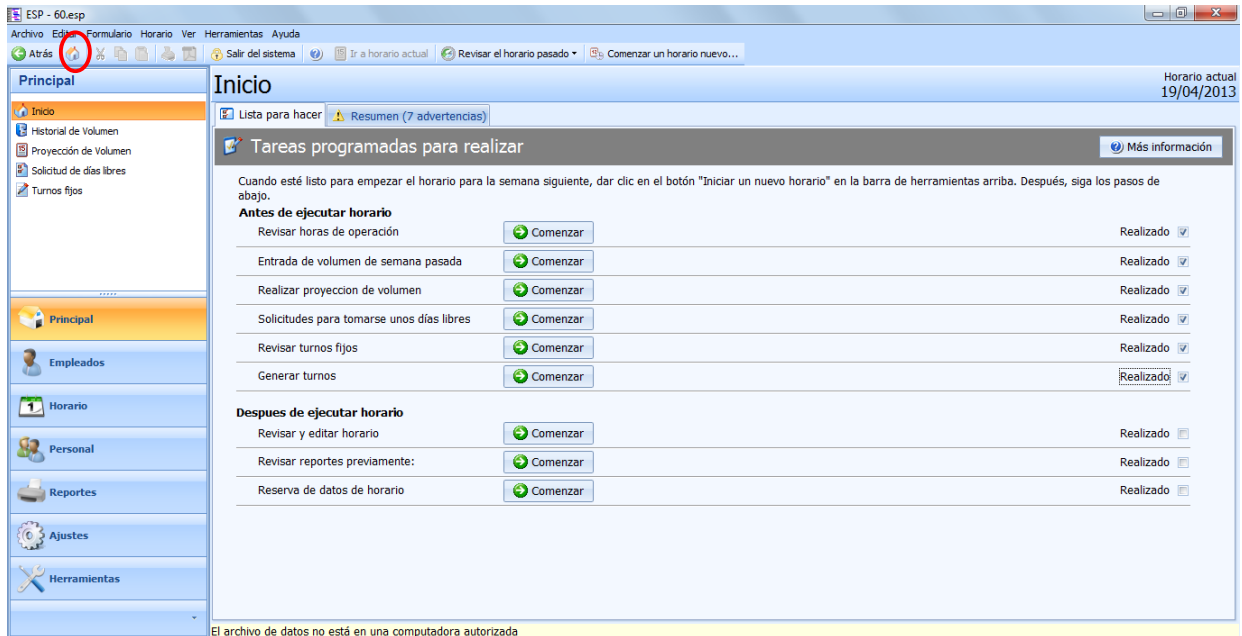 ESP - 60.esp
Archivo Editar Formulario Horario Ver Herramientas Ayuda
Atrás Salir del sistema Ir a horario actual Revisar el horario pasado Comenzar un horario nuevo...
Principal
Inicio
Historial de Volumen
Proyección de Volumen
Solicitud de días libres
Turnos fijos
Principal
Empleados
Horario
Personal
Reportes
Ajustes
Herramientas
Inicio
Horario actual
19/04/2013
Lista para hacer Resumen (7 advertencias)
Tareas programadas para realizar Más información
Cuando esté listo para empezar el horario para la semana siguiente, dar clic en el botón "Iniciar un nuevo horario" en la barra de herramientas arriba. Después, siga los pasos de
abajo.
Antes de ejecutar horario
Revisar horas de operación Comenzar Realizado
Entrada de volumen de semana pasada Comenzar Realizado
Realizar proyeccion de volumen Comenzar Realizado
Solicitudes para tomarse unos días libres Comenzar Realizado
Revisar turnos fijos Comenzar Realizado
Generar turnos Comenzar Realizado
Despues de ejecutar horario
Revisar y editar horario Comenzar Realizado
Revisar reportes previamente: Comenzar Realizado
Reserva de datos de horario Comenzar Realizado
El archivo de datos no está en una computadora autorizada